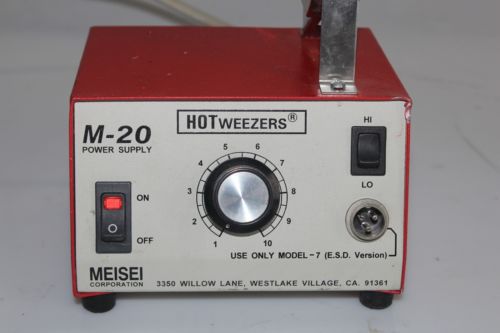 HOTWEEZERS®
M-20
POWER SUPPLY
HI
LO
ON
OFF
1 2 3 4 5 6 7 8 9 10
USE ONLY MODEL-7 (E.S.D. Version)
MEISEI
CORPORATION
3350 WILLOW LANE, WESTLAKE VILLAGE, CA. 91361